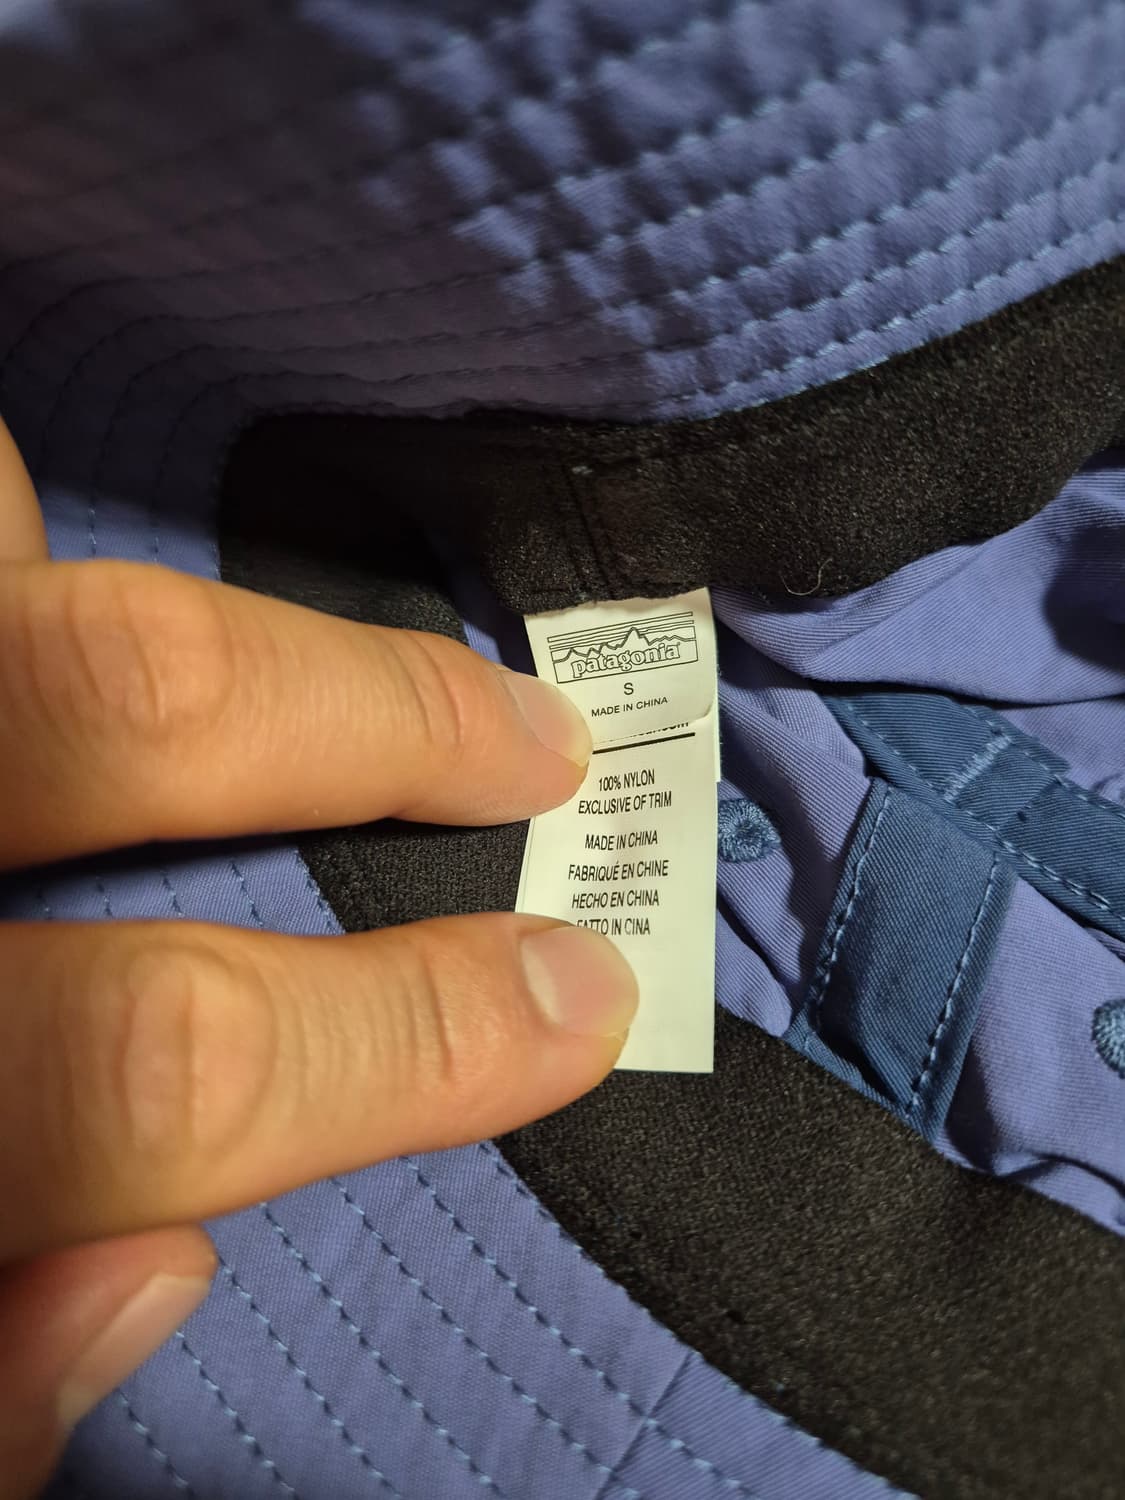 patagonia
S
MADE IN CHINA
100% NYLON
EXCLUSIVE OF TRIM
MADE IN CHINA
FABRIQUÉ EN CHINE
HECHO EN CHINA
FATTO IN CINA